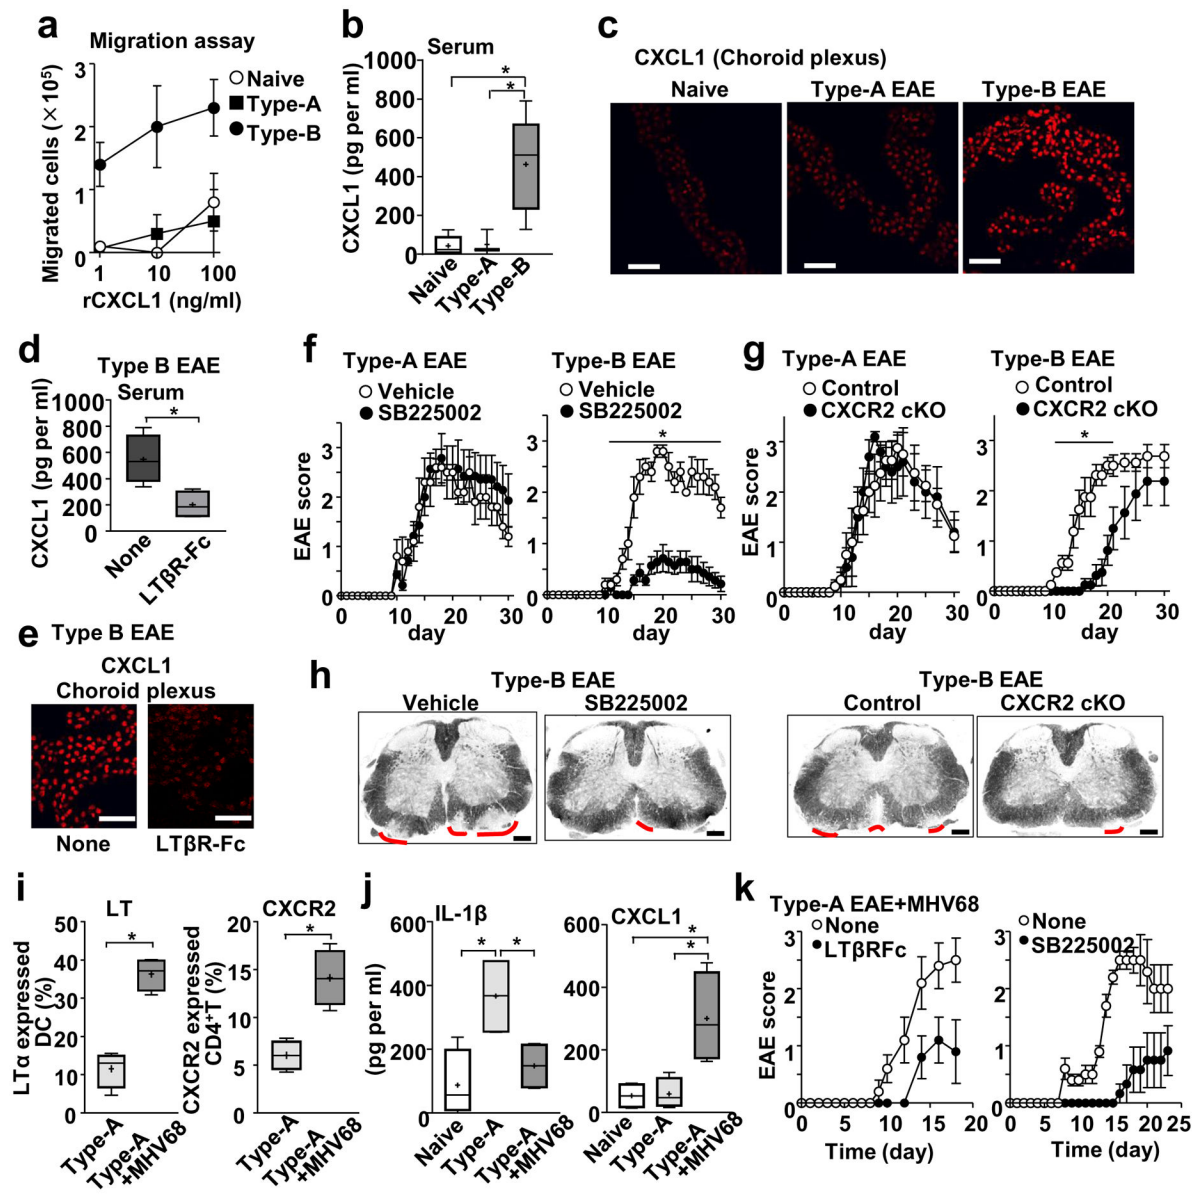 a
Migration assay
Migrated cells (×10⁵)
3
2
1
0
1
10
100
rCXCL1 (ng/ml)
Naive
Type-A
Type-B
b
Serum
CXCL1 (pg per ml)
1000
800
600
400
200
0
*
*
Naive
Type-A
Type-B
c
CXCL1 (Choroid plexus)
Naive
Type-A EAE
Type-B EAE
d
Type B EAE
Serum
CXCL1 (pg per ml)
1000
800
600
400
200
0
*
None
LTβR-Fc
e
Type B EAE
CXCL1
Choroid plexus
None
LTβR-Fc
f
Type-A EAE
Vehicle
SB225002
EAE score
3
2
1
0
0
10
20
30
day
Type-B EAE
Vehicle
SB225002
*
3
2
1
0
0
10
20
30
day
g
Type-A EAE
Control
CXCR2 cKO
EAE score
3
2
1
0
0
10
20
30
day
Type-B EAE
Control
CXCR2 cKO
*
3
2
1
0
0
10
20
30
day
h
Type-B EAE
Vehicle
SB225002
Type-B EAE
Control
CXCR2 cKO
i
LT
LTα expressed
DC (%)
50
40
30
20
10
0
*
Type-A
Type-A
+MHV68
CXCR2
CXCR2 expressed
CD4⁺T (%)
20
15
10
5
0
*
Type-A
Type-A
+MHV68
j
IL-1β
(pg per ml)
600
400
200
0
*
*
Naive
Type-A
Type-A
+MHV68
CXCL1
600
400
200
0
*
*
Naive
Type-A
Type-A
+MHV68
k
Type-A EAE+MHV68
None
LTβRFc
EAE score
3
2
1
0
0
5
10
15
20
Time (day)
None
SB225002
3
2
1
0
0
5
10
15
20
25
Time (day)